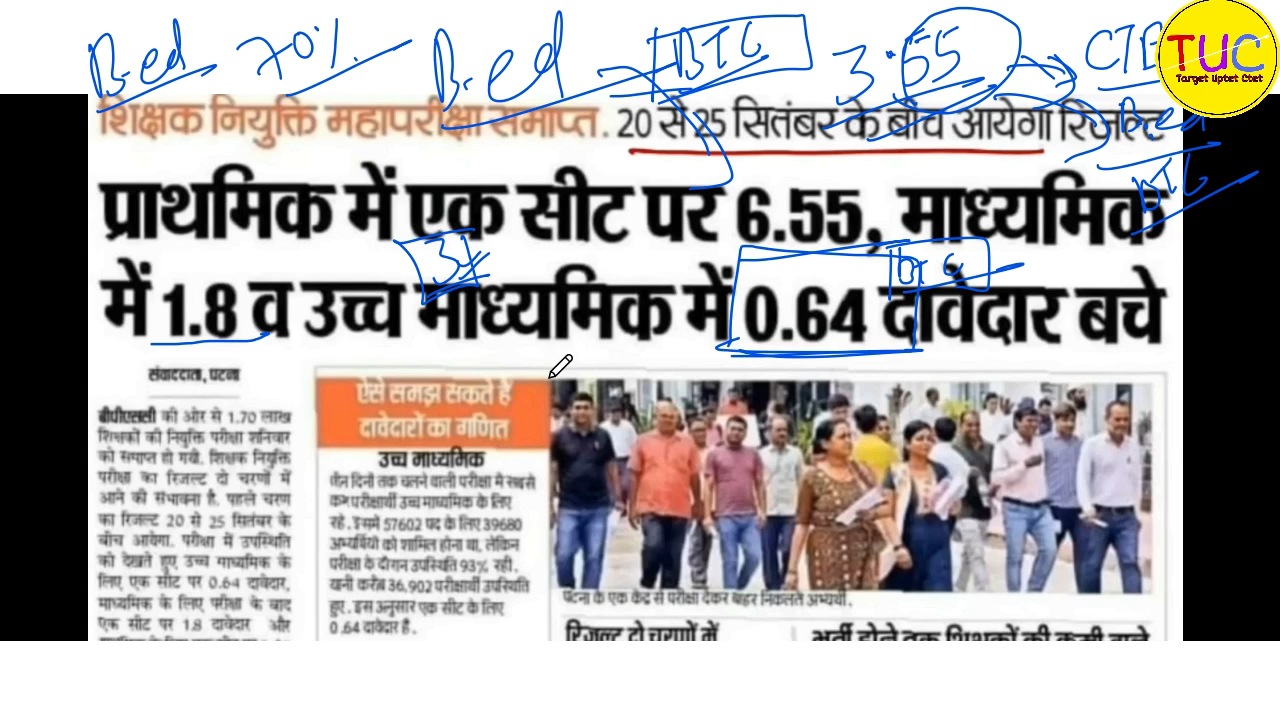 B.ed 70% B.ed BTC 3.55
TUC
Target Uptet Ctet
B.ed
BTC
शिक्षक नियुक्ति महापरीक्षा समाप्त. 20 से 25 सितंबर के बीच आयेगा रिजल्ट
प्राथमिक में एक सीट पर 6.55, माध्यमिक
में 1.8 व उच्च माध्यमिक में 0.64 दावेदार बचे
संवाददाता, पटना
बीपीएससी की ओर से 1.70 लाख
शिक्षकों की नियुक्ति परीक्षा शनिवार
को समाप्त हो गयी. शिक्षक नियुक्ति
परीक्षा का रिजल्ट दो चरणों में
आने की संभावना है. पहले चरण
का रिजल्ट 20 से 25 सितंबर के
बीच आयेगा. परीक्षा में उपस्थिति
को देखते हुए उच्च माध्यमिक के
लिए एक सीट पर 0.64 दावेदार,
माध्यमिक के लिए परीक्षा के बाद
एक सीट पर 1.8 दावेदार और
ऐसे समझ सकते हैं
दावेदारों का गणित
उच्च माध्यमिक
तीन दिनों तक चलने वाली परीक्षा में सबसे
कम परीक्षार्थी उच्च माध्यमिक के लिए
रहे. इसमें 57602 पद के लिए 39680
अभ्यर्थियों को शामिल होना था, लेकिन
परीक्षा के दौरान उपस्थिति 93% रही.
यानी करीब 36,902 परीक्षार्थी उपस्थित
हुए. इस अनुसार एक सीट के लिए
0.64 दावेदार है.
पटना के एक केंद्र से परीक्षा देकर बाहर निकलते अभ्यर्थी.
रिजल्ट दो चरणों में